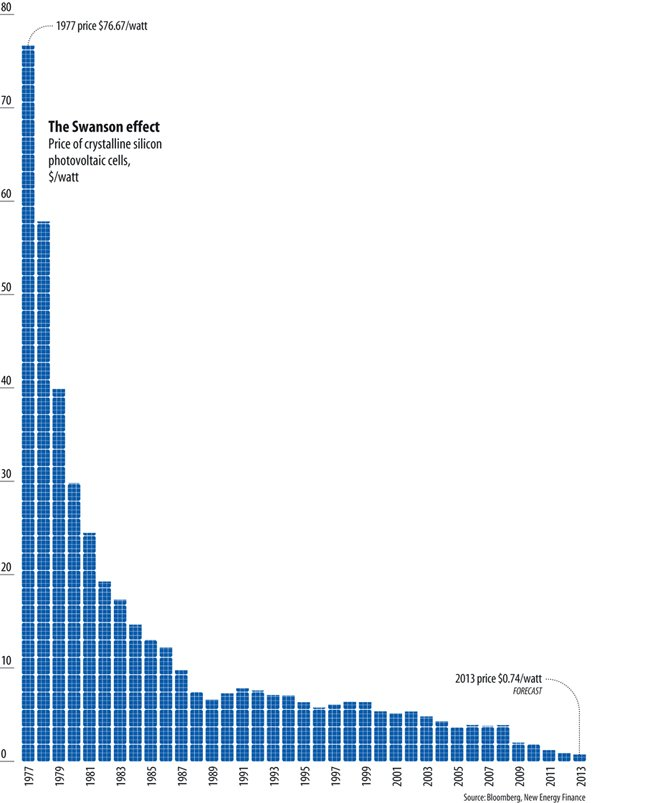 80
1977 price $76.67/watt
70
The Swanson effect
Price of crystalline silicon
photovoltaic cells,
$/watt
60
50
40
30
20
10
2013 price $0.74/watt
FORECAST
0
1977 1979 1981 1983 1985 1987 1989 1991 1993 1995 1997 1999 2001 2003 2005 2007 2009 2011 2013
Source: Bloomberg, New Energy Finance